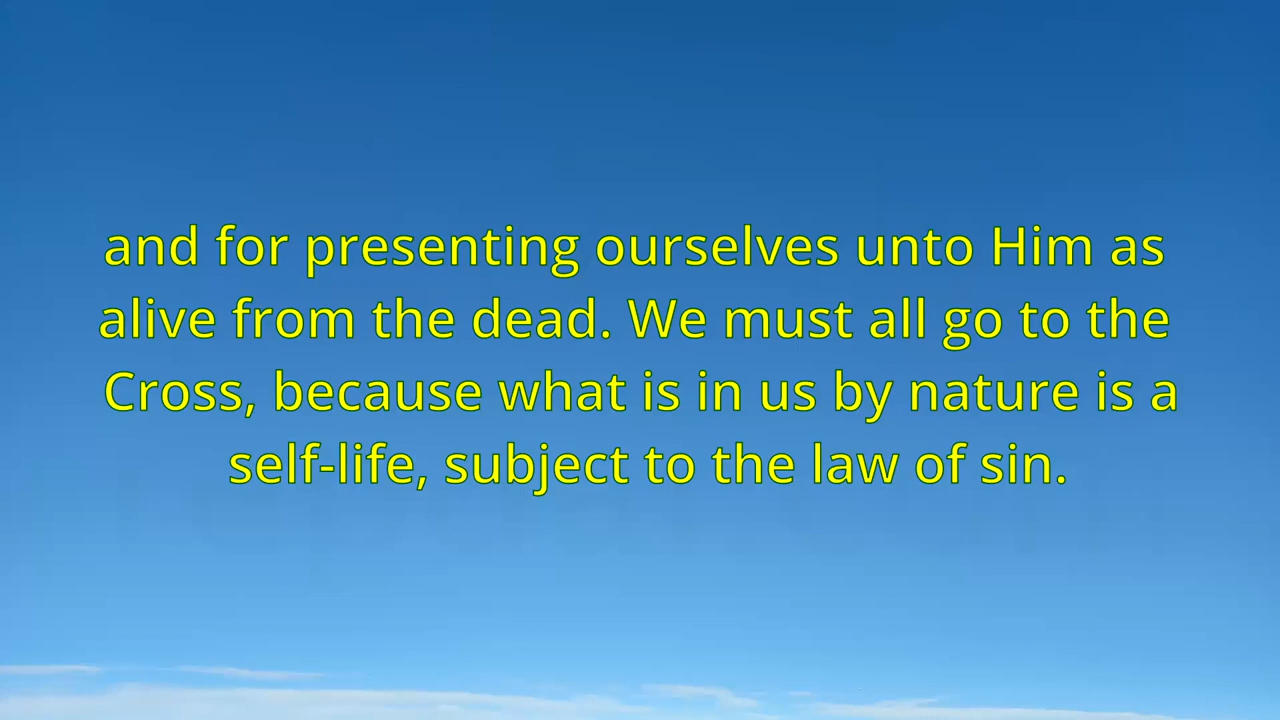 and for presenting ourselves unto Him as
alive from the dead. We must all go to the
Cross, because what is in us by nature is a
self-life, subject to the law of sin.